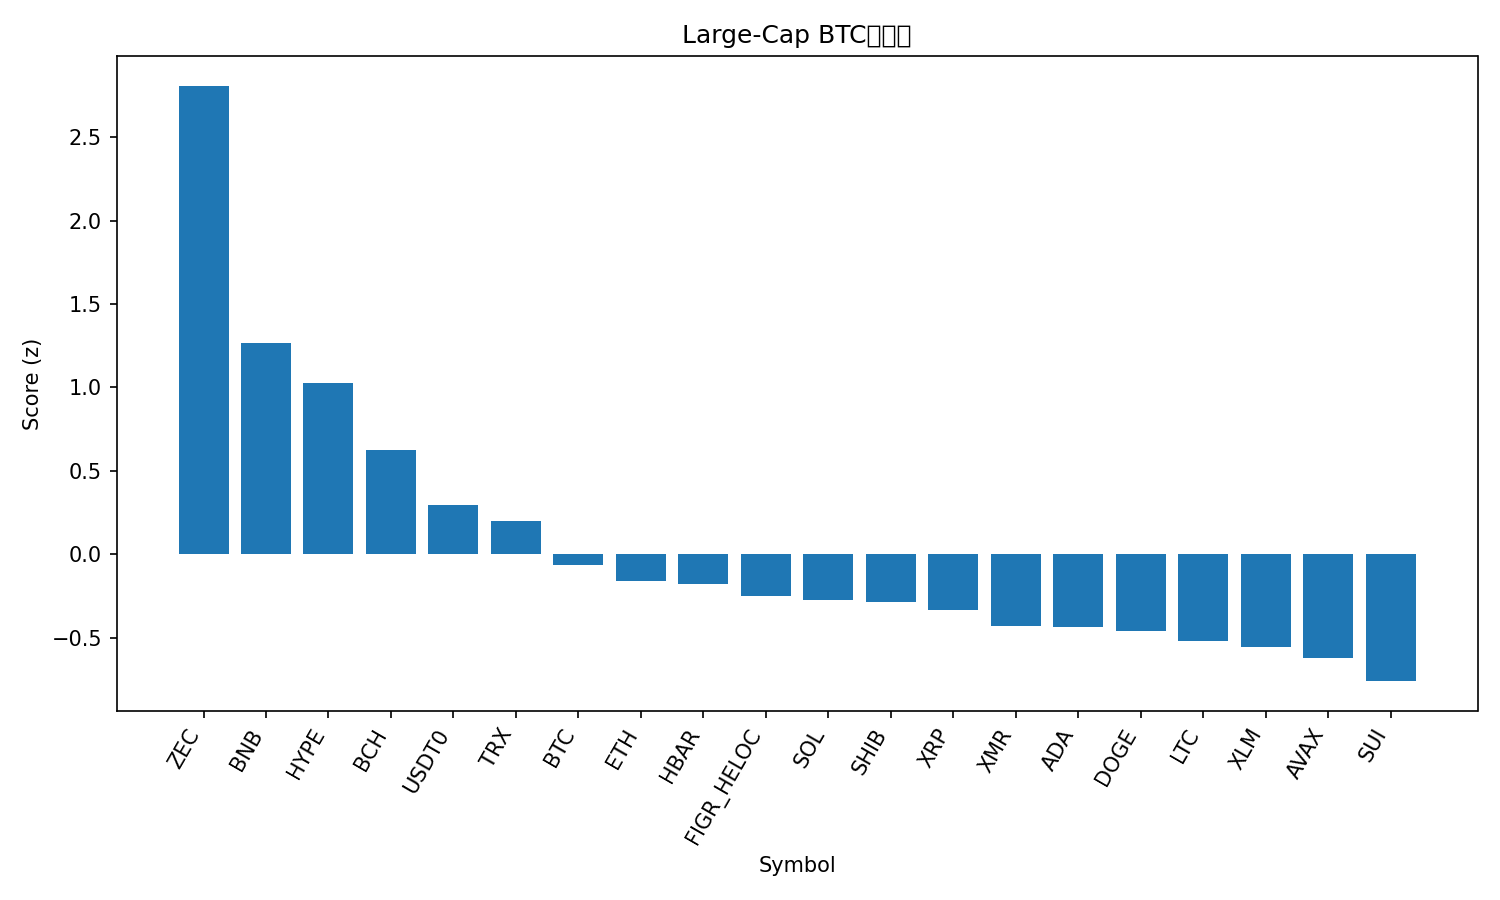 Large-Cap BTC
Score (z)
2.5
2.0
1.5
1.0
0.5
0.0
−0.5
ZEC
BNB
HYPE
BCH
USDT0
TRX
BTC
ETH
HBAR
FIGR_HELOC
SOL
SHIB
XRP
XMR
ADA
DOGE
LTC
XLM
AVAX
SUI
Symbol